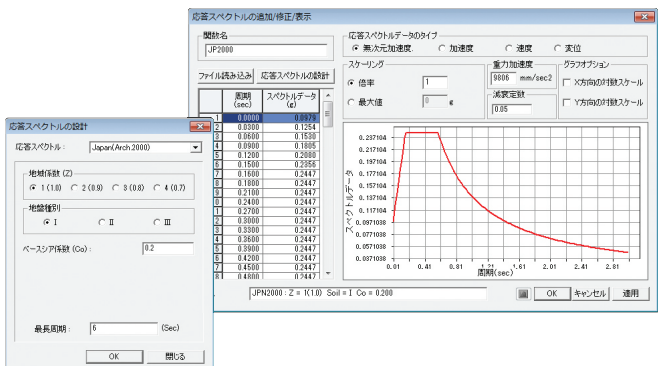 応答スペクトルの追加/修正/表示
関数名
JP2000
ファイル読み込み
応答スペクトルの設計
周期 (sec)
スペクトルデータ (g)
1 0.0000 0.0979
2 0.0300 0.1254
3 0.0600 0.1530
4 0.0900 0.1805
5 0.1200 0.2080
6 0.1500 0.2356
7 0.1600 0.2447
8 0.1800 0.2447
9 0.2100 0.2447
0 0.2400 0.2447
1 0.2700 0.2447
2 0.3000 0.2447
3 0.3300 0.2447
4 0.3600 0.2447
5 0.3900 0.2447
6 0.4200 0.2447
7 0.4500 0.2447
8 0.4800 0.2447
応答スペクトルデータのタイプ
無次元加速度.
加速度
速度
変位
スケーリング
倍率
1
最大値
0
g
重力加速度
9806 mm/sec2
減衰定数
0.05
グラフオプション
X方向の対数スケール
Y方向の対数スケール
スペクトルデータ
0.237104
0.217104
0.197104
0.177104
0.157104
0.137104
0.117104
0.0971038
0.0771038
0.0571038
0.0371038
0.01 0.41 0.81 1.21 1.61 2.01 2.41 2.81
周期(sec)
JPN2000 : Z = 1(1.0) Soil = I Co = 0.200
OK
キャンセル
適用
応答スペクトルの設計
応答スペクトル:
Japan(Arch.2000)
地域係数 (Z)
1 (1.0)
2 (0.9)
3 (0.8)
4 (0.7)
地盤種別
I
II
III
ベースシア係数 (Co) :
0.2
最長周期:
6
(Sec)
OK
閉じる